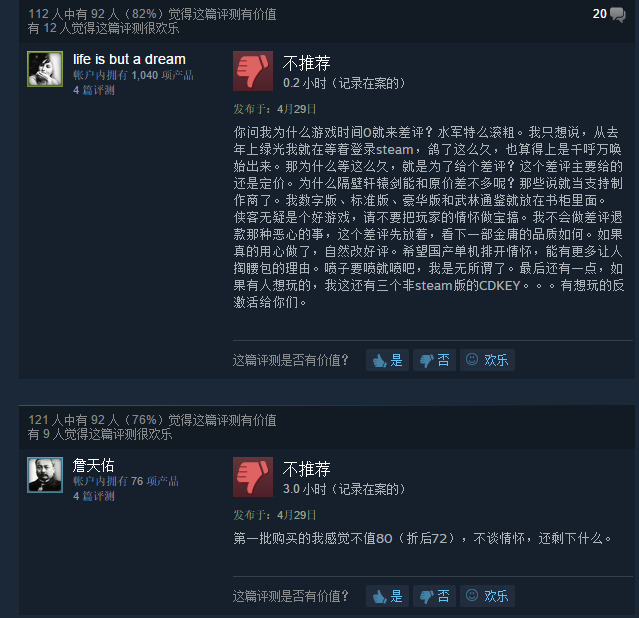 112 人中有 92 人（82%）觉得这篇评测有价值
有 12 人觉得这篇评测很欢乐
20
life is but a dream
帐户内拥有 1,040 项产品
4 篇评测
不推荐
0.2 小时（记录在案的）
发布于：4月29日
你问我为什么游戏时间0就来差评？水军特么滚粗。我只想说，从去
年上绿光我就在等着登录steam，鸽了这么久，也算得上是千呼万唤
始出来。那为什么等这么久，就是为了给个差评？这个差评主要给的
还是定价。为什么隔壁轩辕剑能和原价差不多呢？那些说就当支持制
作商了。我数字版、标准版、豪华版和武林通鉴就放在书柜里面。
侠客无疑是个好游戏，请不要把玩家的情怀做宝搞。我不会做差评退
款那种恶心的事，这个差评先放着，看下一部金庸的品质如何。如果
真的用心做了，自然改好评。希望国产单机排开情怀，能有更多让人
掏腰包的理由。喷子要喷就喷吧，我是无所谓了。最后还有一点，如
果有人想玩的，我这还有三个非steam版的CDKEY。。。有想玩的反
激活给你们。
这篇评测是否有价值？ 是 否 欢乐
121 人中有 92 人（76%）觉得这篇评测有价值
有 9 人觉得这篇评测很欢乐
詹天佑
帐户内拥有 76 项产品
4 篇评测
不推荐
3.0 小时（记录在案的）
发布于：4月29日
第一批购买的我感觉不值80（折后72），不谈情怀，还剩下什么。
这篇评测是否有价值？ 是 否 欢乐